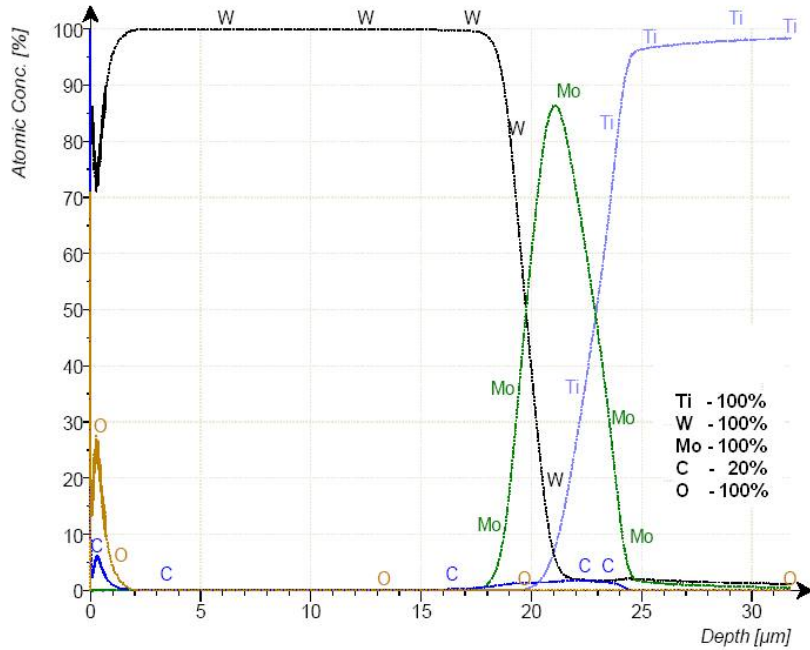 Atomic Conc. [%]
W W W Ti Ti Ti
100
Mo
90
W Ti
80
70
60
50
Mo Ti
40
Ti - 100%
Mo
W - 100%
30
O
Mo - 100%
W
C - 20%
20
O - 100%
Mo
Mo
10
C O
C C O O C C O
0
0 5 10 15 20 25 30
Depth [µm]